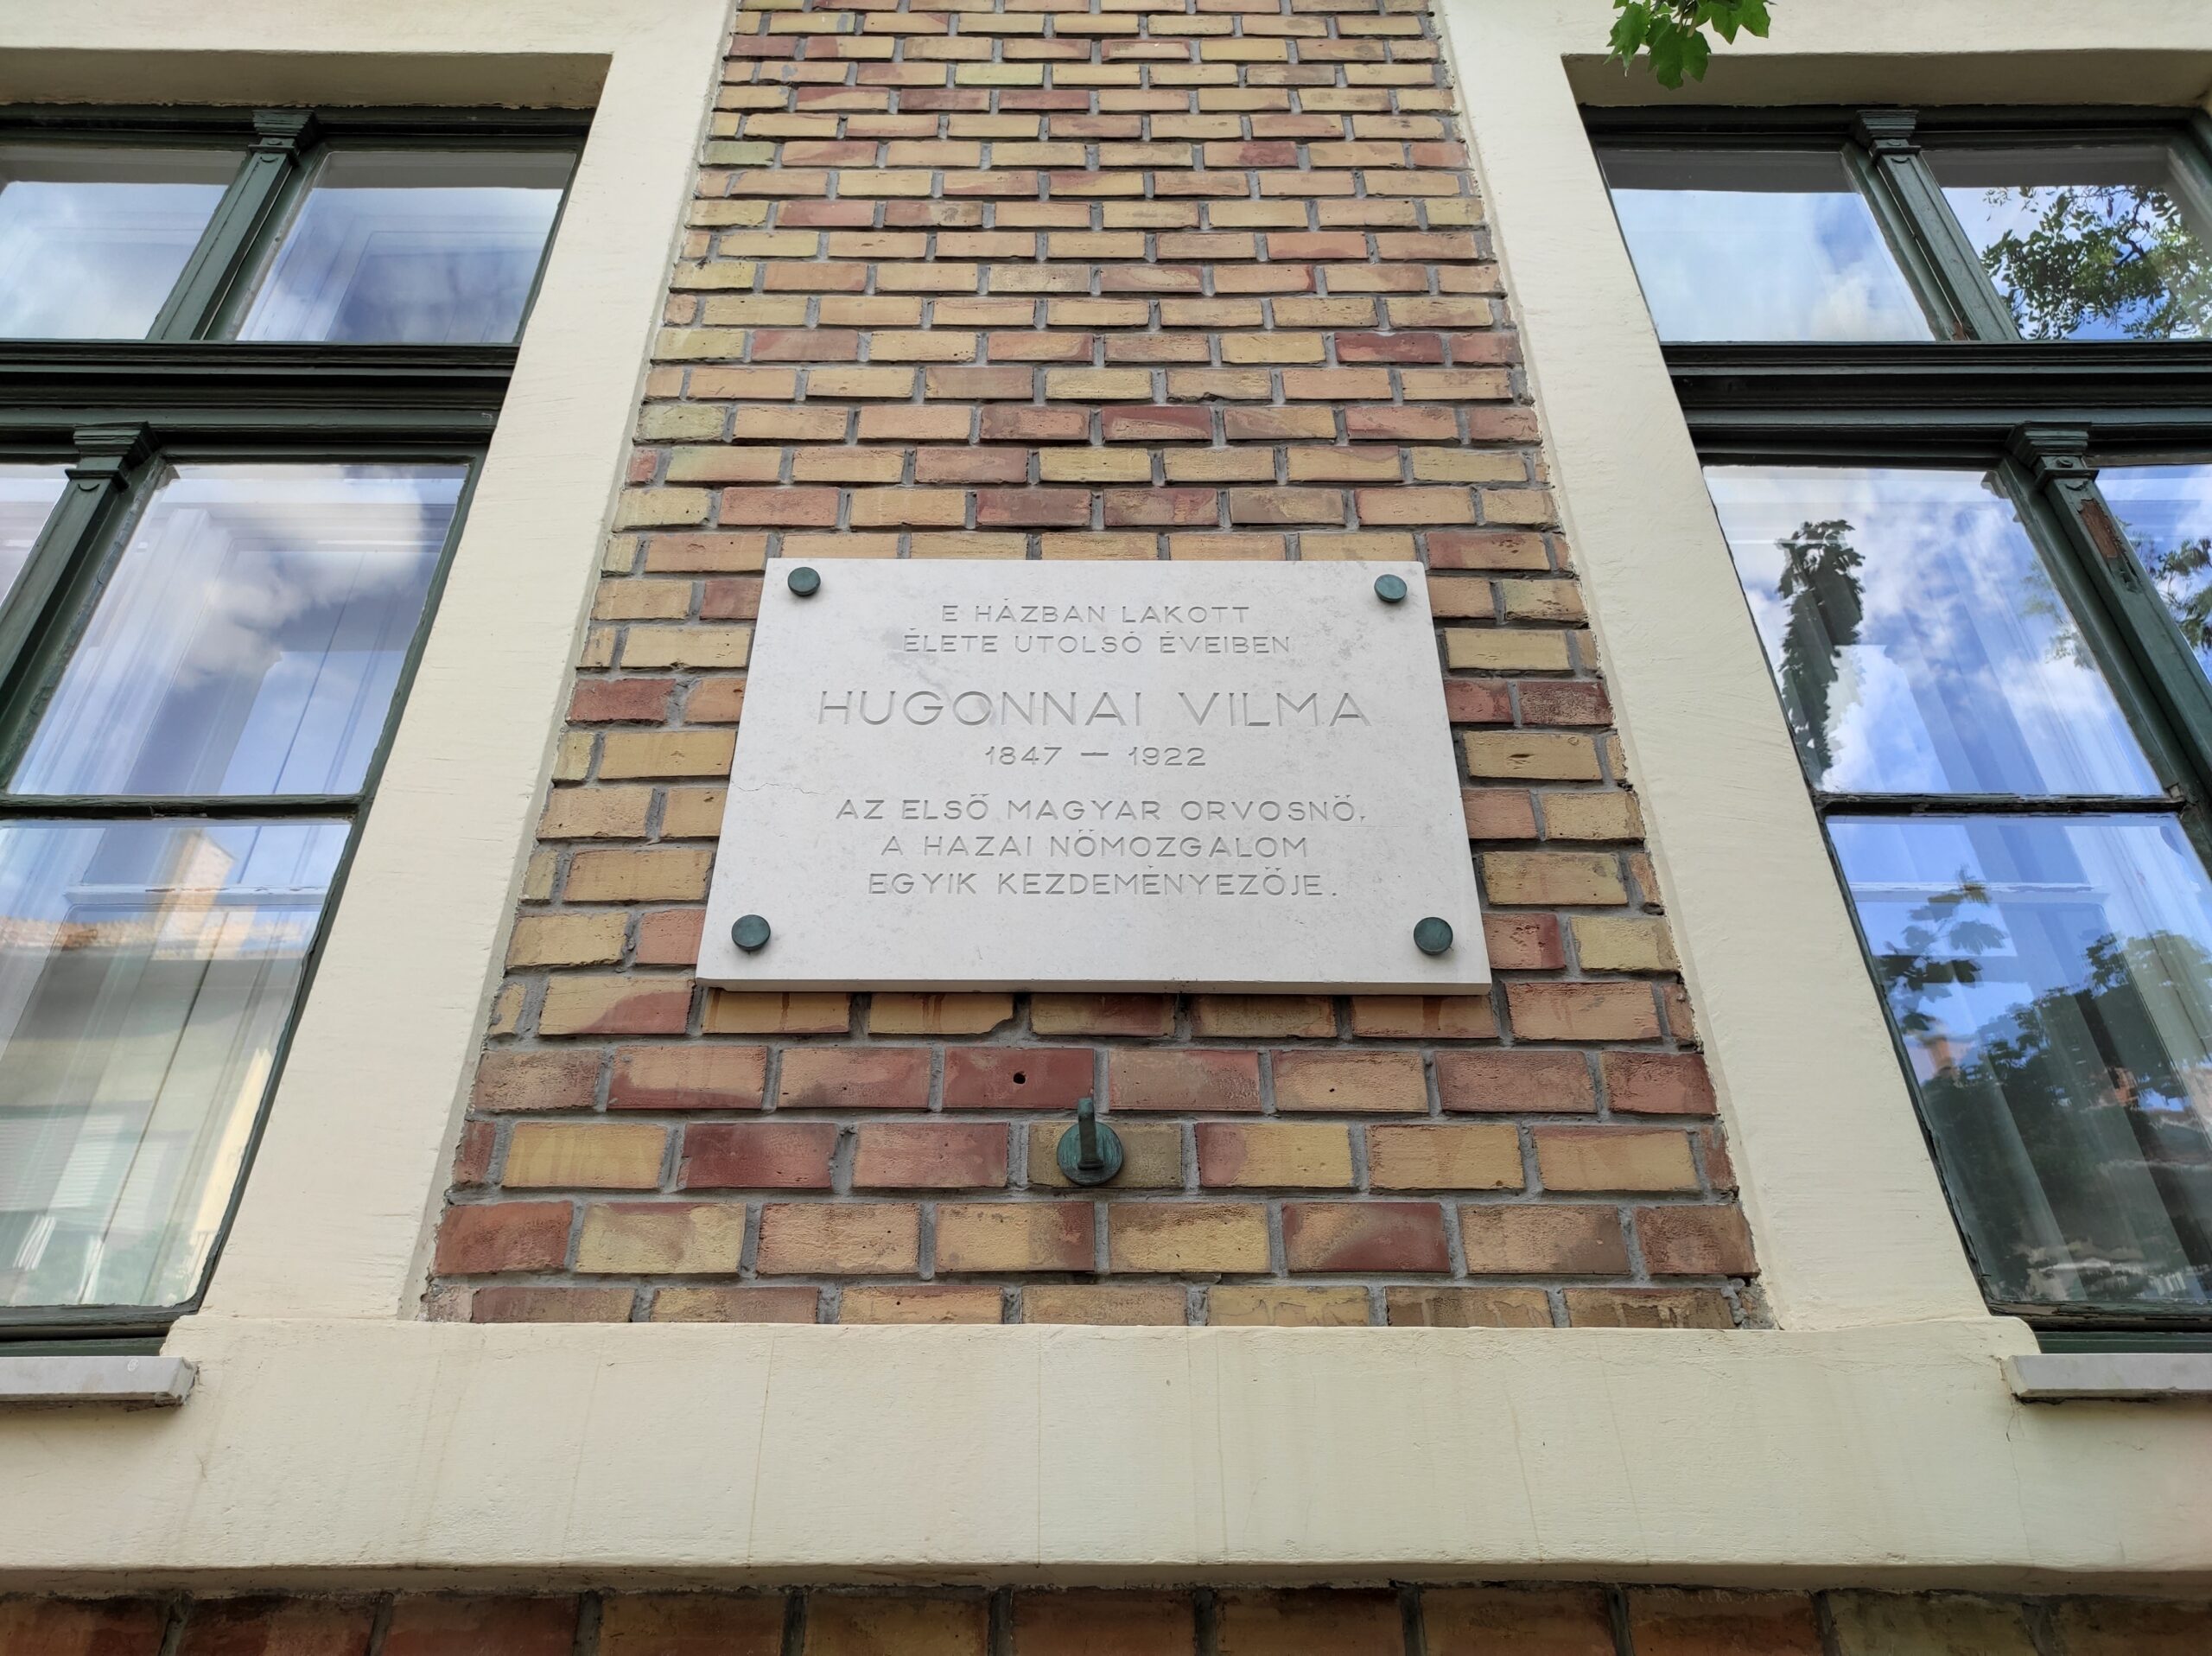 E HÁZBAN LAKOTT
ÉLETE UTOLSÓ ÉVEIBEN
HUGONNAI VILMA
1847 — 1922
AZ ELSŐ MAGYAR ORVOSNŐ,
A HAZAI NŐMOZGALOM
EGYIK KEZDEMÉNYEZŐJE.